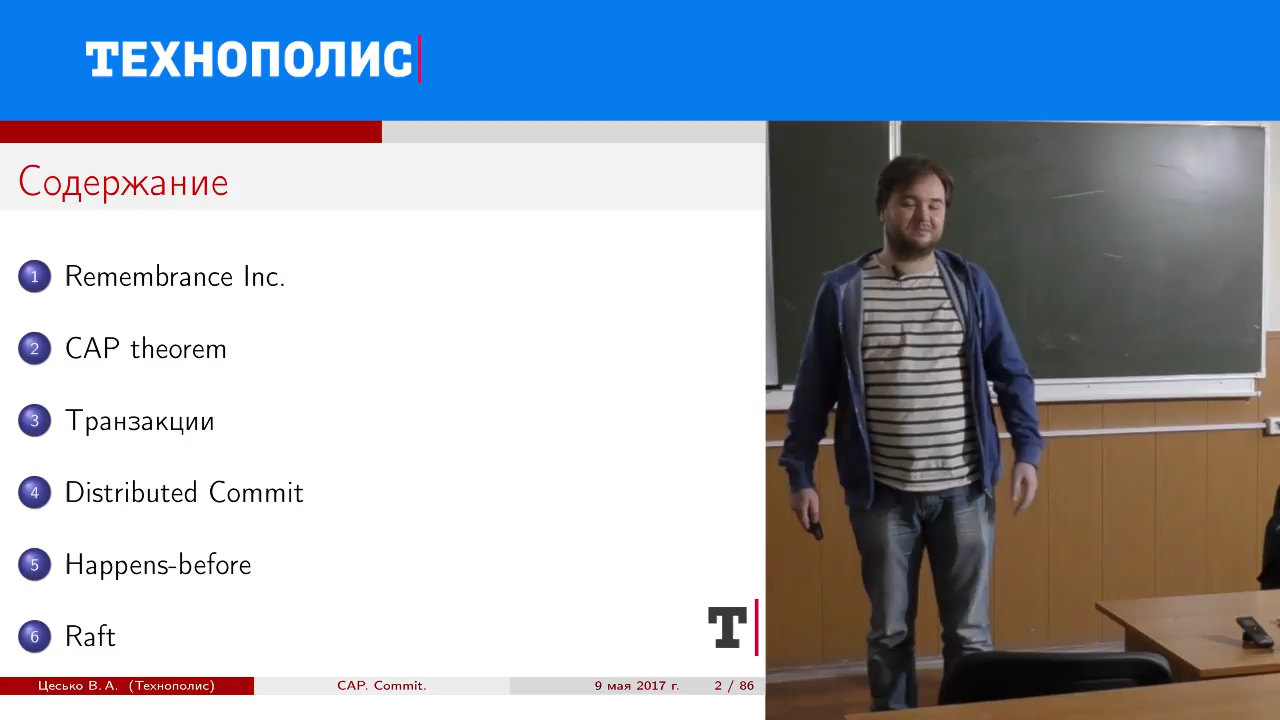 ТЕХНОПОЛИС
Содержание
1 Remembrance Inc.
2 CAP theorem
3 Транзакции
4 Distributed Commit
5 Happens-before
6 Raft
T
Цесько В. А. (Технополис) CAP. Commit. 9 мая 2017 г. 2 / 86